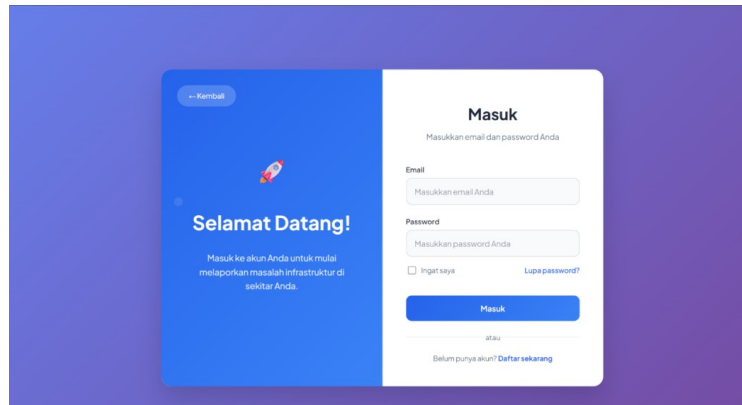 ← Kembali
Selamat Datang!
Masuk ke akun Anda untuk mulai
melaporkan masalah infrastruktur di
sekitar Anda.
Masuk
Masukkan email dan password Anda
Email
Masukkan email Anda
Password
Masukkan password Anda
Ingat saya
Lupa password?
Masuk
atau
Belum punya akun? Daftar sekarang